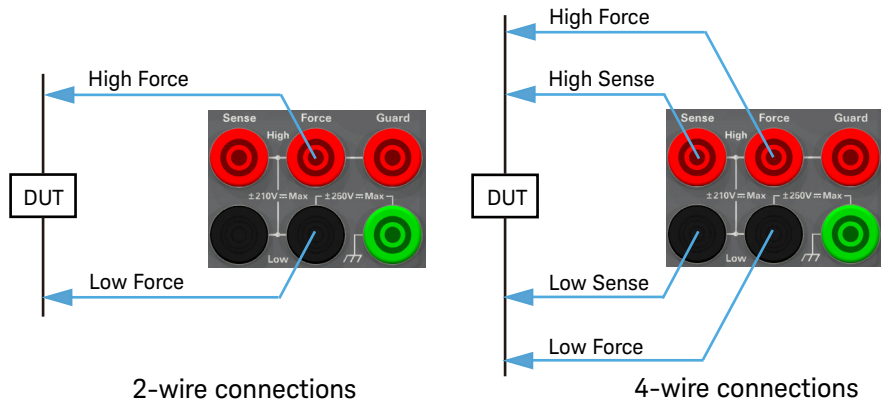 High Force
Sense Force Guard
High
DUT
±210V⎓Max ±250V⎓Max
Low
Low Force
2-wire connections
High Force
High Sense
Sense Force Guard
High
DUT
±210V⎓Max ±250V⎓Max
Low
Low Sense
Low Force
4-wire connections